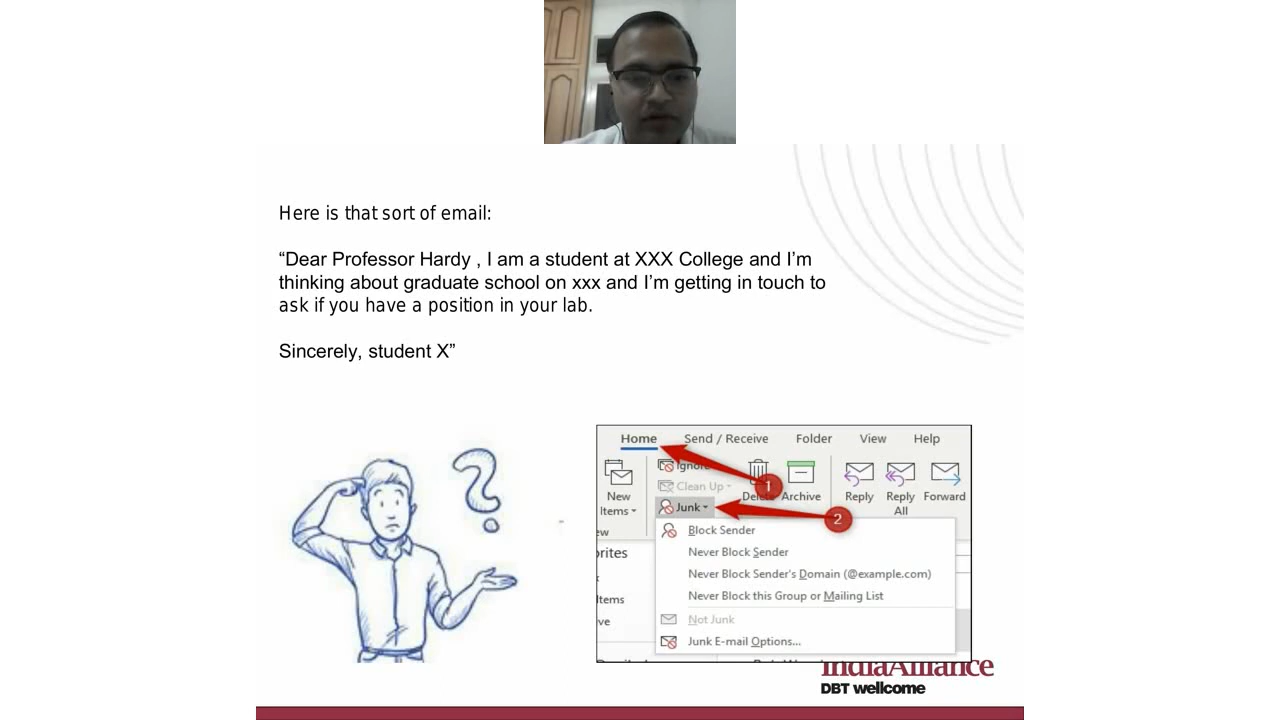 Here is that sort of email:
“Dear Professor Hardy , I am a student at XXX College and I’m
thinking about graduate school on xxx and I’m getting in touch to
ask if you have a position in your lab.
Sincerely, student X”
?
Home Send / Receive Folder View Help
Ignore
Clean Up
1
New
Items
Delete
Archive
Reply
Reply
All
Forward
Junk
2
Block Sender
Never Block Sender
Never Block Sender's Domain (@example.com)
Never Block this Group or Mailing List
Not Junk
Junk E-mail Options...
ew
orites
Items
ve
IndiaAlliance
DBT wellcome